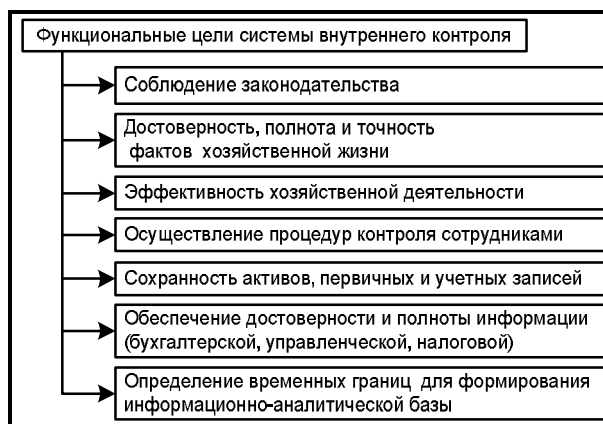 Функциональные цели системы внутреннего контроля
Соблюдение законодательства
Достоверность, полнота и точность
фактов хозяйственной жизни
Эффективность хозяйственной деятельности
Осуществление процедур контроля сотрудниками
Сохранность активов, первичных и учетных записей
Обеспечение достоверности и полноты информации
(бухгалтерской, управленческой, налоговой)
Определение временных границ для формирования
информационно-аналитической базы